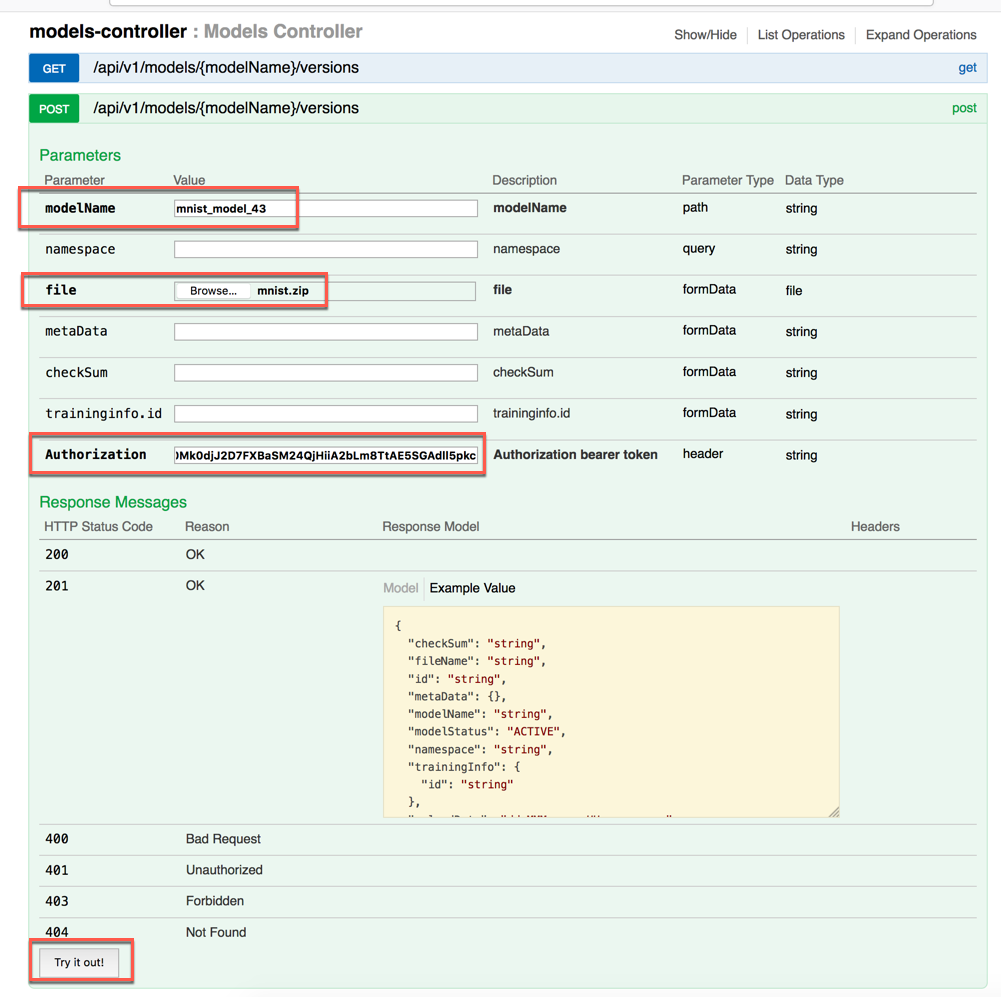 models-controller : Models Controller
Show/Hide List Operations Expand Operations
GET /api/v1/models/{modelName}/versions get
POST /api/v1/models/{modelName}/versions post
Parameters
Parameter Value Description Parameter Type Data Type
modelName mnist_model_43 modelName path string
namespace namespace query string
file Browse... mnist.zip file formData file
metaData metaData formData string
checkSum checkSum formData string
traininginfo.id traininginfo.id formData string
Authorization Mk0djJ2D7FXBaSM24QjHiiA2bLm8TtAE5SGAdlI5pkc Authorization bearer token header string
Response Messages
HTTP Status Code Reason Response Model Headers
200 OK
201 OK Model Example Value
{
"checkSum": "string",
"fileName": "string",
"id": "string",
"metaData": {},
"modelName": "string",
"modelStatus": "ACTIVE",
"namespace": "string",
"trainingInfo": {
"id": "string"
},
400 Bad Request
401 Unauthorized
403 Forbidden
404 Not Found
Try it out!